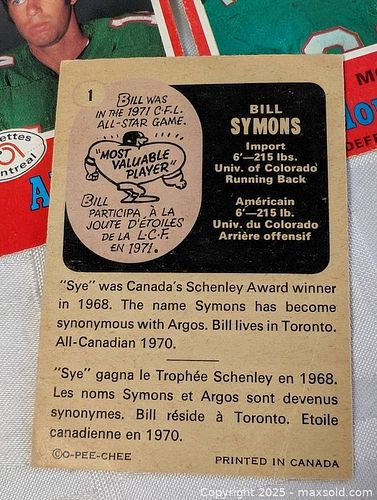 1
BILL WAS
IN THE 1971 C.F.L.
ALL-STAR GAME.
"MOST
VALUABLE
PLAYER"
BILL
PARTICIPA, À LA
JOUTE D'ÉTOILES
DE LA L.C.F.
EN 1971.
BILL
SYMONS
Import
6'—215 lbs.
Univ. of Colorado
Running Back
Américain
6'—215 lb.
Univ. du Colorado
Arrière offensif
"Sye" was Canada's Schenley Award winner
in 1968. The name Symons has become
synonymous with Argos. Bill lives in Toronto.
All-Canadian 1970.
"Sye" gagna le Trophée Schenley en 1968.
Les noms Symons et Argos sont devenus
synonymes. Bill réside à Toronto. Etoile
canadienne en 1970.
©O-PEE-CHEE
PRINTED IN CANADA
Copyright 2025 - maxsold.com